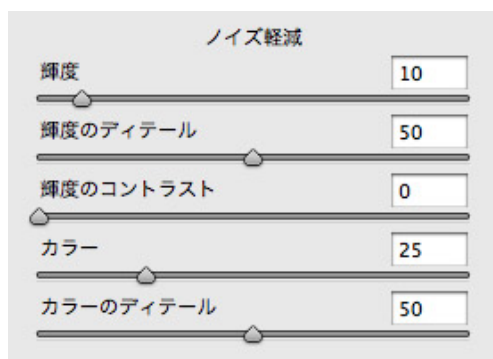 ノイズ軽減
輝度 10
輝度のディテール 50
輝度のコントラスト 0
カラー 25
カラーのディテール 50